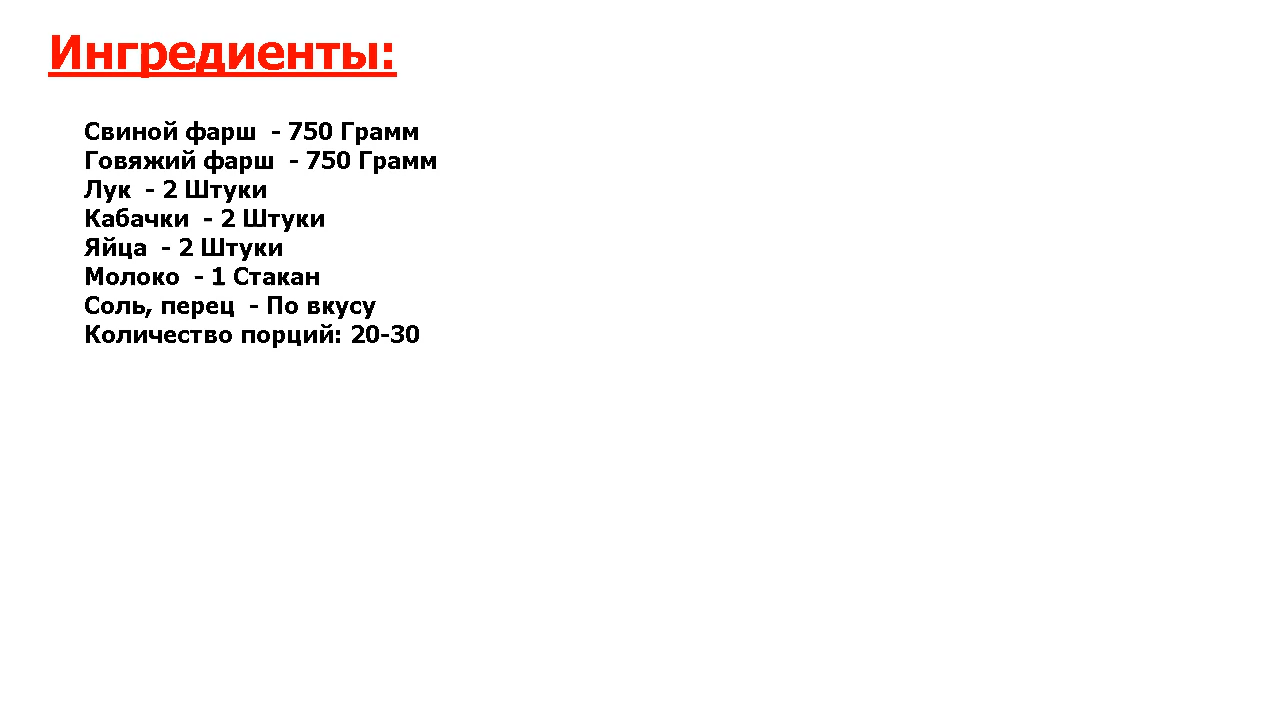 Ингредиенты:
Свиной фарш  - 750 Грамм
Говяжий фарш  - 750 Грамм
Лук  - 2 Штуки
Кабачки  - 2 Штуки
Яйца  - 2 Штуки
Молоко  - 1 Стакан
Соль, перец  - По вкусу
Количество порций: 20-30